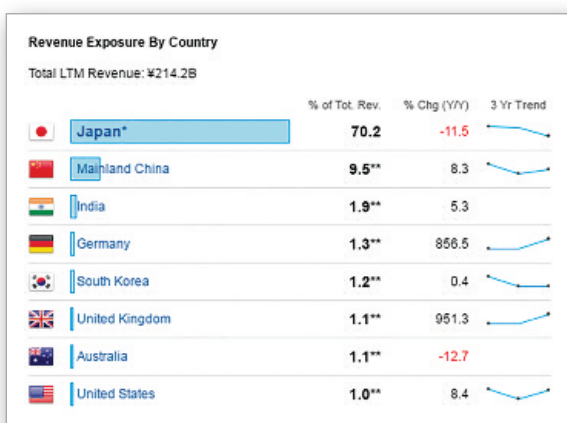 Revenue Exposure By Country
Total LTM Revenue: ¥214.2B
% of Tot. Rev. % Chg (Y/Y) 3 Yr Trend
Japan* 70.2 -11.5
Mainland China 9.5** 8.3
India 1.9** 5.3
Germany 1.3** 856.5
South Korea 1.2** 0.4
United Kingdom 1.1** 951.3
Australia 1.1** -12.7
United States 1.0** 8.4